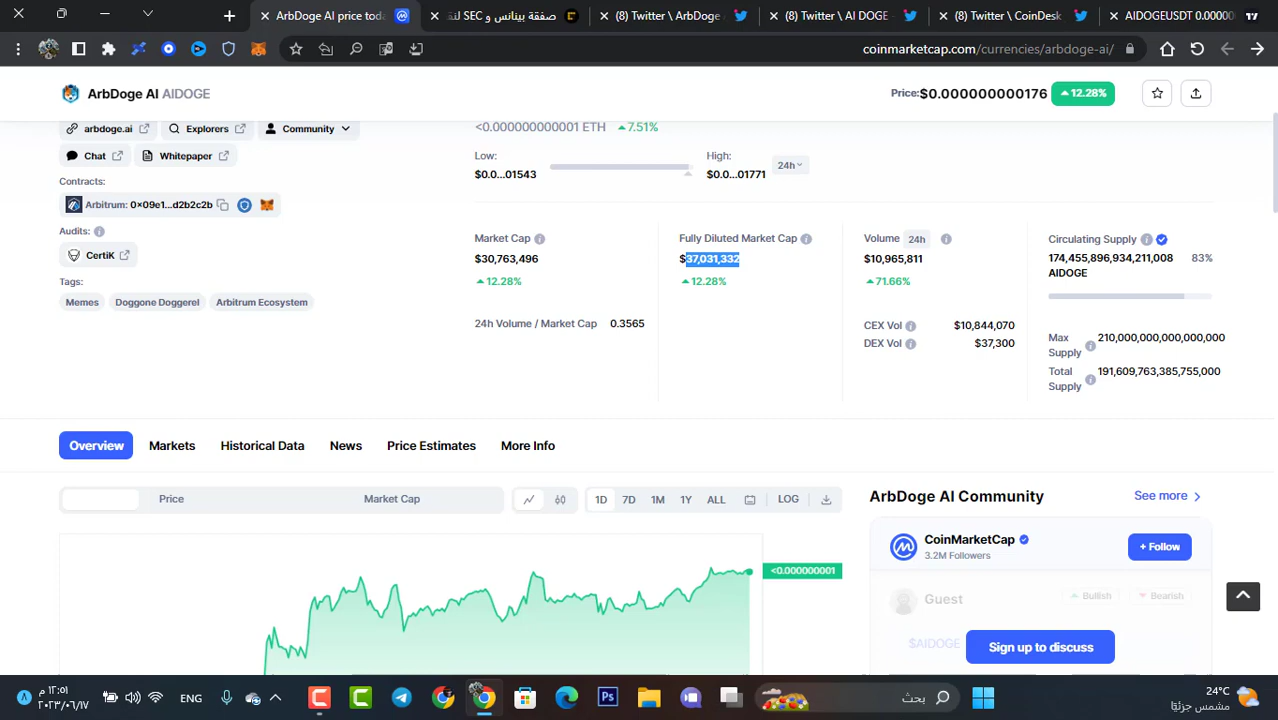 ArbDoge AI price toda
صفقة بينانس و SEC لنق
(8) Twitter \ ArbDoge
(8) Twitter \ AI DOGE -
(8) Twitter \ CoinDesk
AIDOGEUSDT 0.00000
coinmarketcap.com/currencies/arbdoge-ai/
ArbDoge AI AIDOGE
Price: $0.000000000176
12.28%
arbdoge.ai
Explorers
Community
<0.000000000001 ETH
7.51%
Chat
Whitepaper
Low:
$0.0...01543
High:
$0.0...01771
24h
Contracts:
Arbitrum: 0x09e1...d2b2c2b
Audits:
CertiK
Tags:
Memes
Doggone Doggerel
Arbitrum Ecosystem
Market Cap
$30,763,496
12.28%
24h Volume / Market Cap 0.3565
Fully Diluted Market Cap
$37,031,332
12.28%
Volume 24h
$10,965,811
71.66%
CEX Vol $10,844,070
DEX Vol $37,300
Circulating Supply
174,455,896,934,211,008 83%
AIDOGE
Max Supply 210,000,000,000,000,000
Total Supply 191,609,763,385,755,000
Overview
Markets
Historical Data
News
Price Estimates
More Info
Price
Market Cap
1D 7D 1M 1Y ALL LOG
<0.000000001
ArbDoge AI Community
See more
CoinMarketCap
3.2M Followers
+ Follow
Guest
Bullish
Bearish
$AIDOGE
Sign up to discuss
٨
١٢:٥١ م
٢٠٢٣/٠٦/١٧
ENG
بحث
24°C
مشمس جزئيًا